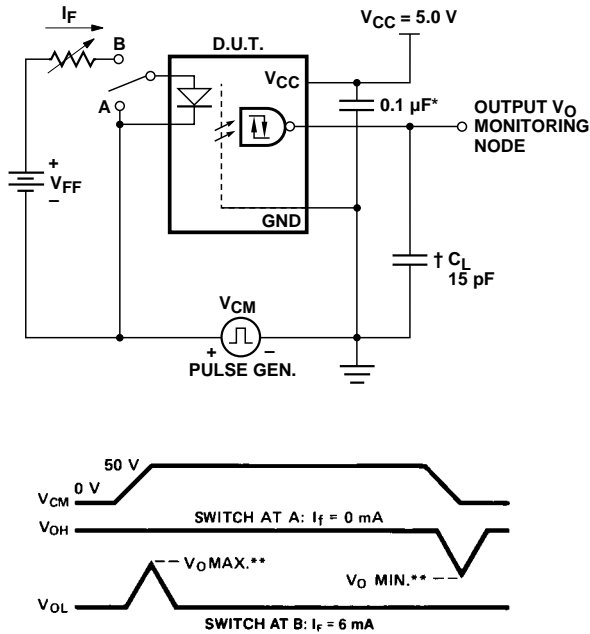 I_F
B
A
+
V_FF
–
D.U.T.
V_CC
GND
V_CC = 5.0 V
0.1 µF*
OUTPUT V_O
MONITORING
NODE
† C_L
15 pF
V_CM
+
–
PULSE GEN.
50 V
0 V
V_CM
SWITCH AT A: I_f = 0 mA
V_OH
V_O MAX.**
V_O MIN.**
V_OL
SWITCH AT B: I_F = 6 mA